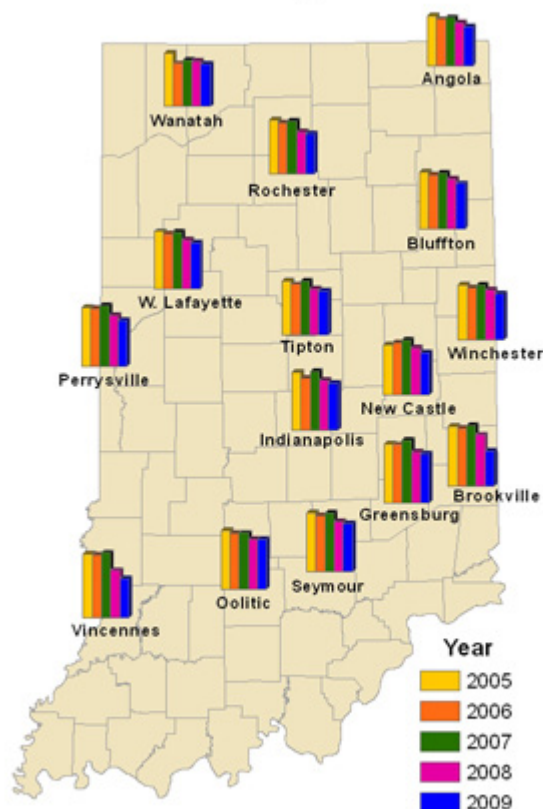 Angola
Wanatah
Rochester
Bluffton
W. Lafayette
Tipton
Winchester
Perrysville
New Castle
Indianapolis
Brookville
Greensburg
Seymour
Oolitic
Vincennes
Year
2005
2006
2007
2008
2009